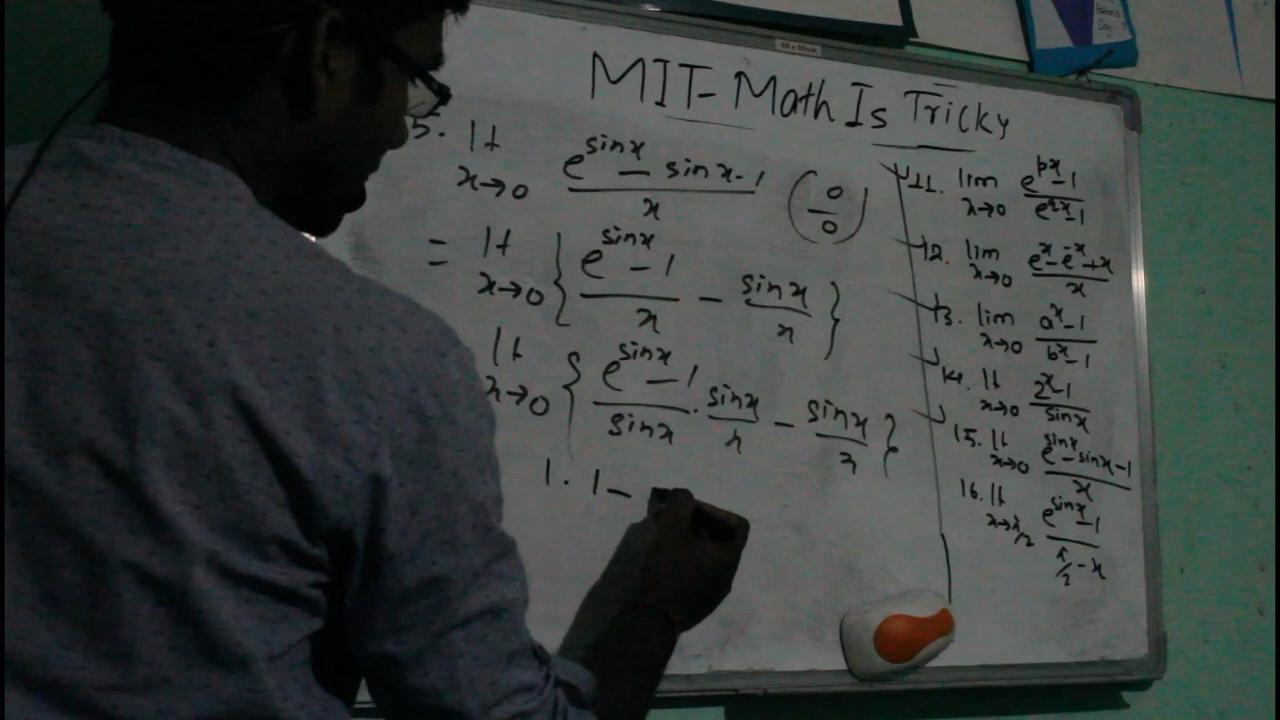 MIT- Math Is Tricky
5. lt x→0 (e^sinx - sinx-1)/x (0/0)
= lt x→0 { (e^sinx - 1)/x - sinx/x }
lt x→0 { (e^sinx - 1)/sinx . sinx/x - sinx/x }
1. 1-
11. lim x→0 (e^px - 1)/(e^qx - 1)
12. lim x→0 (e^x - e^-x + x)/x
13. lim x→0 (a^x - 1)/(b^x - 1)
14. lt x→0 (2^x - 1)/sinx
15. lt x→0 (e^sinx - sinx-1)/x
16. lt x→π/2 (e^sinx - 1)/(π/2 - x)